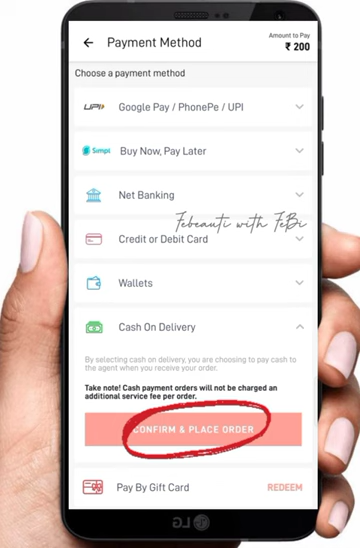 Payment Method
Amount to Pay
₹ 200
Choose a payment method
UPI
Google Pay / PhonePe / UPI
Simpl
Buy Now, Pay Later
Net Banking
Febeauti with FeBi
Credit or Debit Card
Wallets
Cash On Delivery
By selecting cash on delivery, you are choosing to pay cash to
the agent when you receive your order.
Take note! Cash payment orders will not be charged an
additional service fee per order.
CONFIRM & PLACE ORDER
Pay By Gift Card
REDEEM
LG